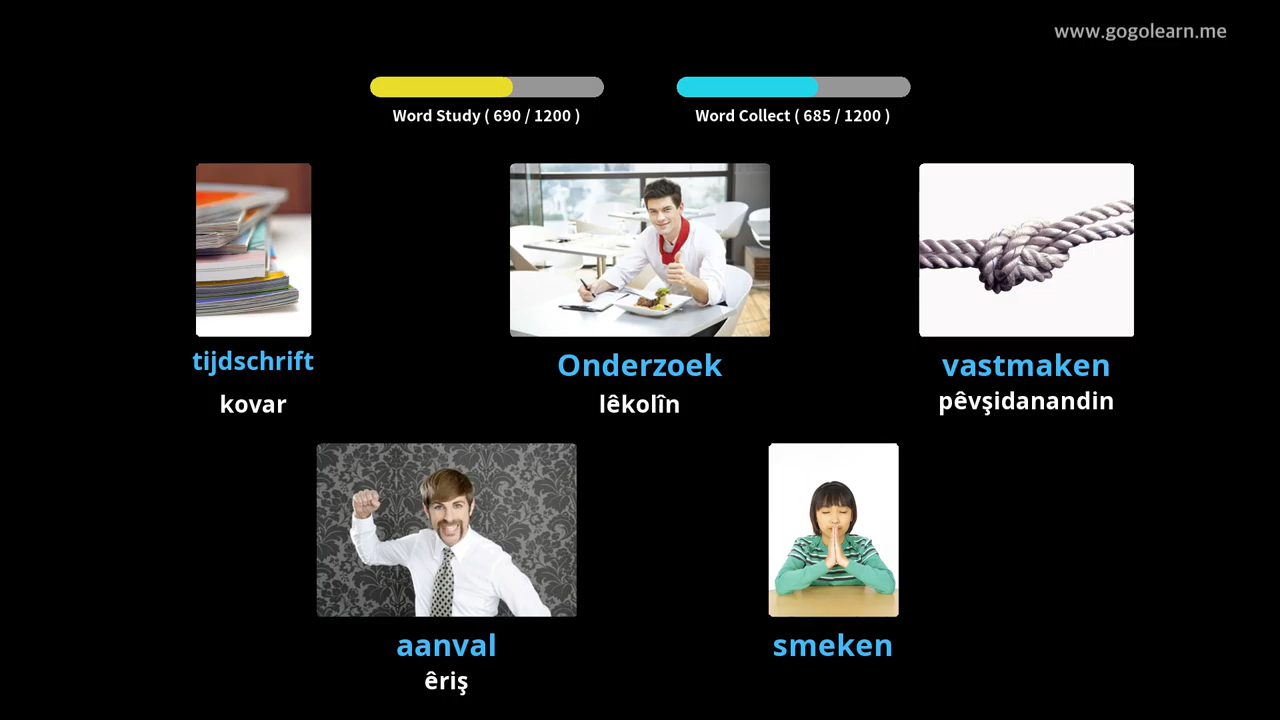 www.gogolearn.me
Word Study ( 690 / 1200 )
Word Collect ( 685 / 1200 )
tijdschrift
kovar
Onderzoek
lêkolîn
vastmaken
pêvşidanandin
aanval
êriş
smeken